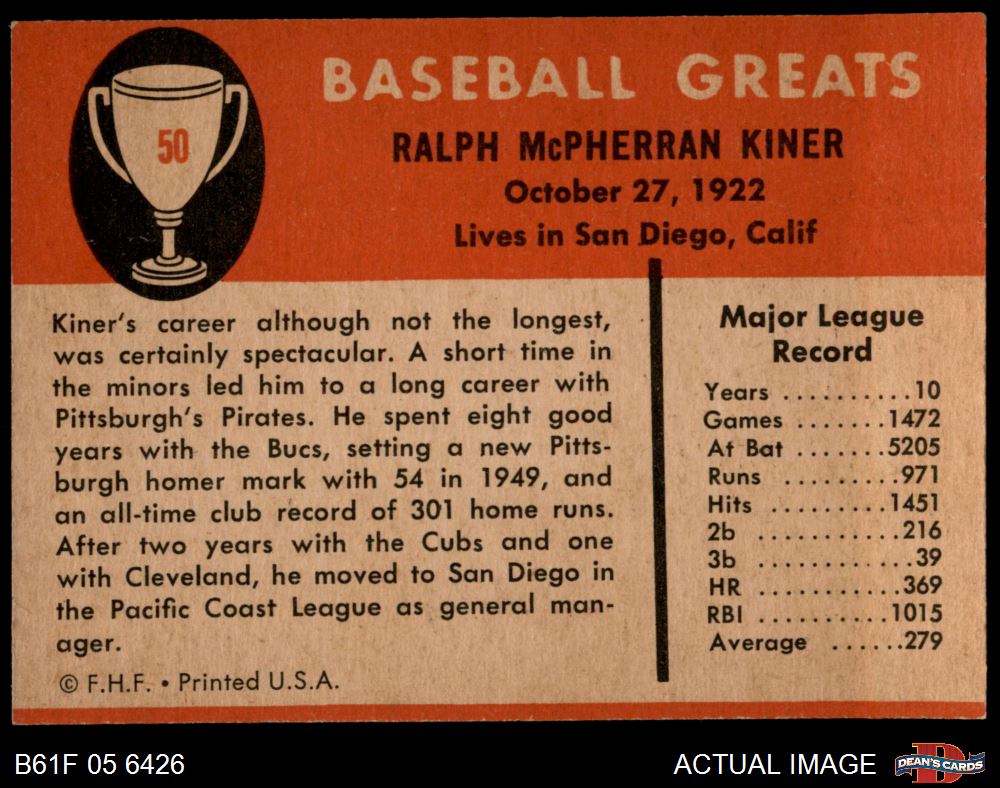 50
BASEBALL GREATS
RALPH McPHERRAN KINER
October 27, 1922
Lives in San Diego, Calif
Kiner's career although not the longest,
was certainly spectacular. A short time in
the minors led him to a long career with
Pittsburgh's Pirates. He spent eight good
years with the Bucs, setting a new Pitts-
burgh homer mark with 54 in 1949, and
an all-time club record of 301 home runs.
After two years with the Cubs and one
with Cleveland, he moved to San Diego in
the Pacific Coast League as general man-
ager.
© F.H.F. • Printed U.S.A.
Major League
Record
Years ..........10
Games .......1472
At Bat .......5205
Runs .........971
Hits .........1451
2b ...........216
3b ............39
HR ...........369
RBI ..........1015
Average ......279
B61F 05 6426
ACTUAL IMAGE
D
DEAN'S CARDS